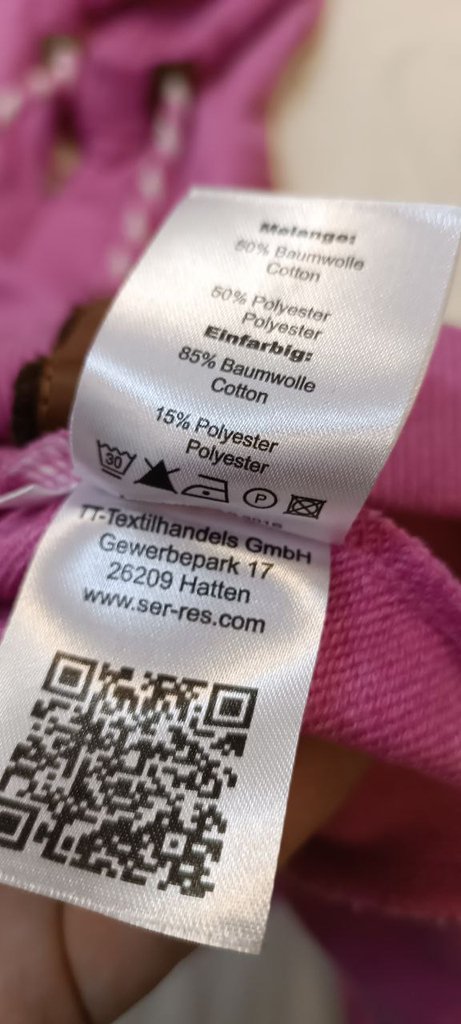 Melange:
50% Baumwolle
Cotton
50% Polyester
Polyester
Einfarbig:
85% Baumwolle
Cotton
15% Polyester
Polyester
30
P
TT-Textilhandels GmbH
Gewerbepark 17
26209 Hatten
www.ser-res.com